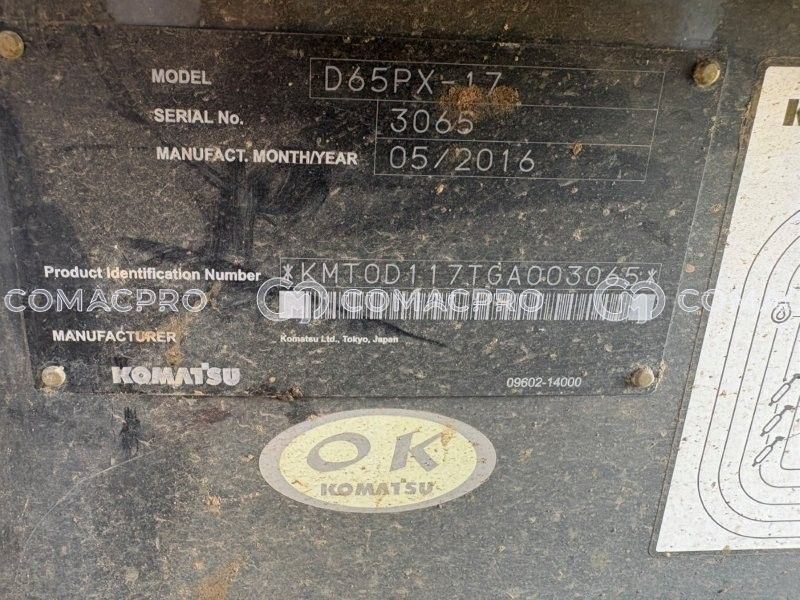 MODEL D65PX-17
SERIAL No. 3065
MANUFACT. MONTH/YEAR 05/2016
Product Identification Number *KMT0D117TGA003065*
COMACPRO COMACPRO COMACPRO
MANUFACTURER Komatsu Ltd., Tokyo, Japan
KOMATSU 09602-14000
OK
KOMATSU